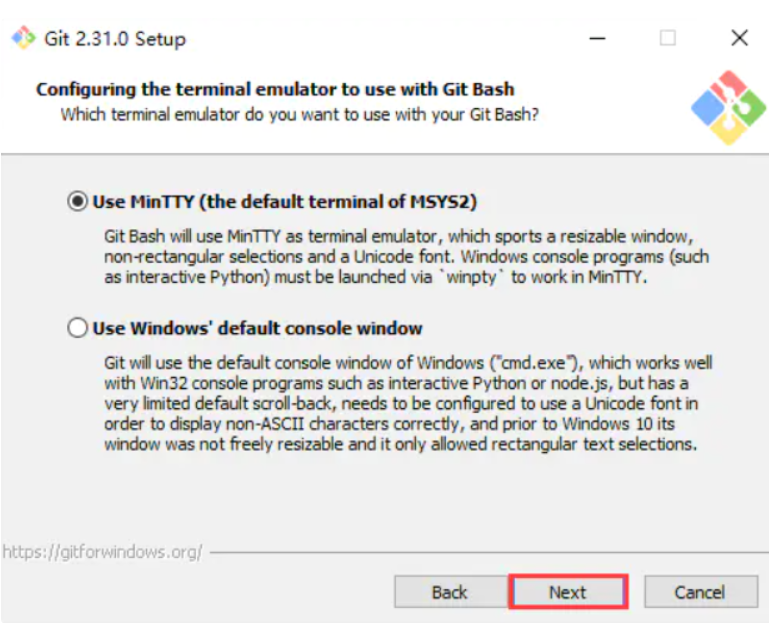 Git 2.31.0 Setup
Configuring the terminal emulator to use with Git Bash
Which terminal emulator do you want to use with your Git Bash?
Use MinTTY (the default terminal of MSYS2)
Git Bash will use MinTTY as terminal emulator, which sports a resizable window,
non-rectangular selections and a Unicode font. Windows console programs (such
as interactive Python) must be launched via `winpty` to work in MinTTY.
Use Windows' default console window
Git will use the default console window of Windows ("cmd.exe"), which works well
with Win32 console programs such as interactive Python or node.js, but has a
very limited default scroll-back, needs to be configured to use a Unicode font in
order to display non-ASCII characters correctly, and prior to Windows 10 its
window was not freely resizable and it only allowed rectangular text selections.
https://gitforwindows.org/
Back Next Cancel